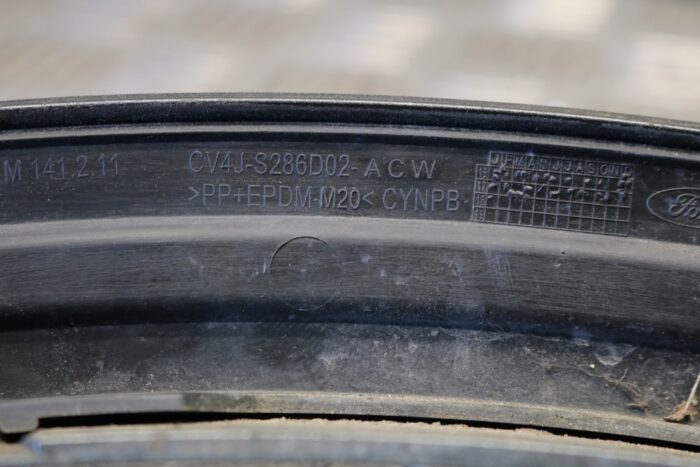 M 141.2.11
CV4J-S286D02-ACW
>PP+EPDM-M20< CYNPB
J F M A M J J A S O N D